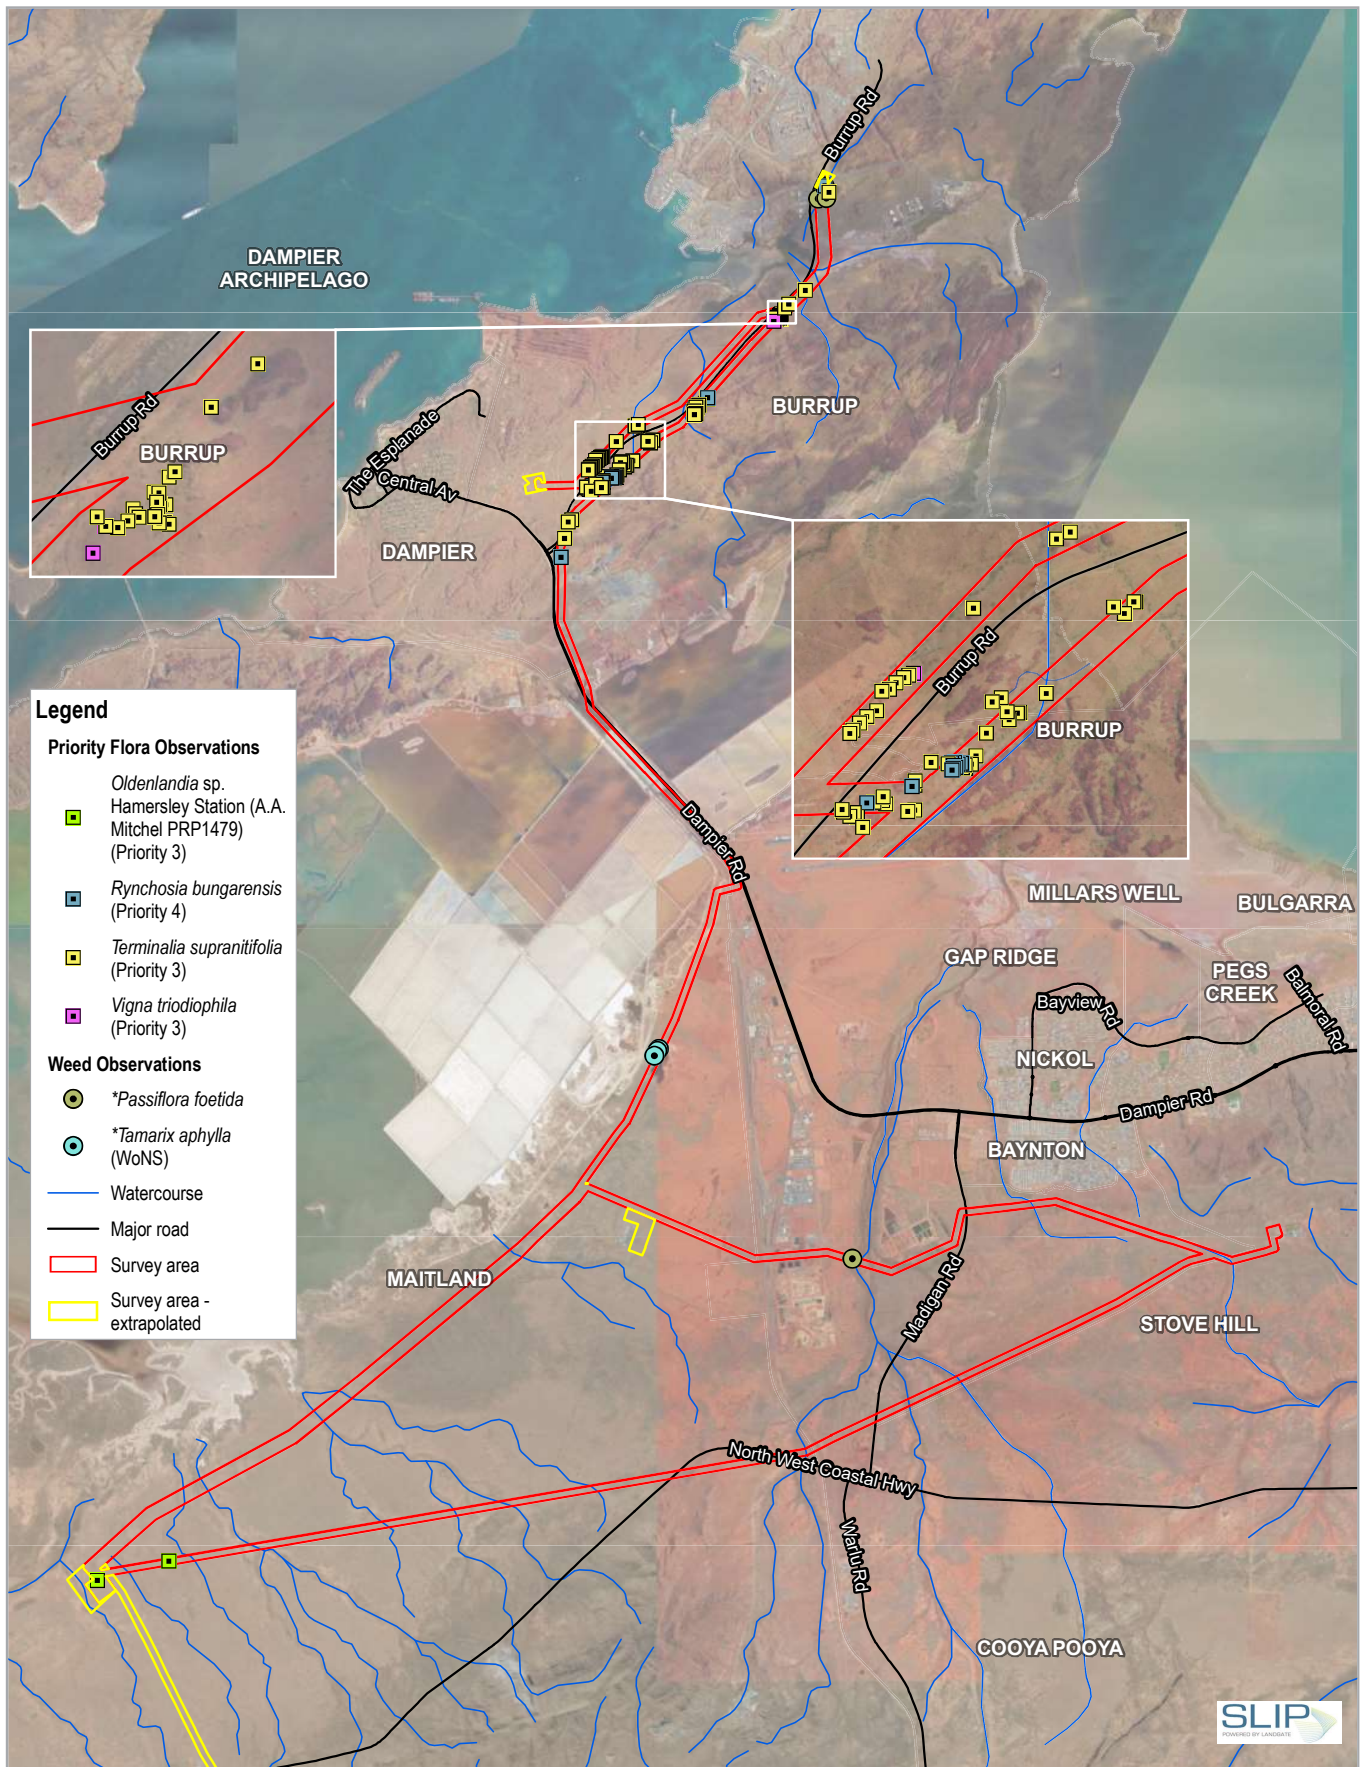 Burrup Rd
DAMPIER
ARCHIPELAGO
Burrup Rd
BURRUP
BURRUP
The Esplanade
Central Av
DAMPIER
Burrup Rd
BURRUP
Legend
Priority Flora Observations
Oldenlandia sp.
Hamersley Station (A.A.
Mitchel PRP1479)
(Priority 3)
Rynchosia bungarensis
(Priority 4)
Terminalia supranitifolia
(Priority 3)
Vigna triodiophila
(Priority 3)
Weed Observations
*Passiflora foetida
*Tamarix aphylla
(WoNS)
Watercourse
Major road
Survey area
Survey area -
extrapolated
Dampier Rd
MILLARS WELL
BULGARRA
GAP RIDGE
PEGS
CREEK
Balmoral Rd
Bayview Rd
NICKOL
Dampier Rd
BAYNTON
MAITLAND
Madigan Rd
STOVE HILL
North West Coastal Hwy
Warlu Rd
COOYA POOYA
SLIP
POWERED BY LANDGATE